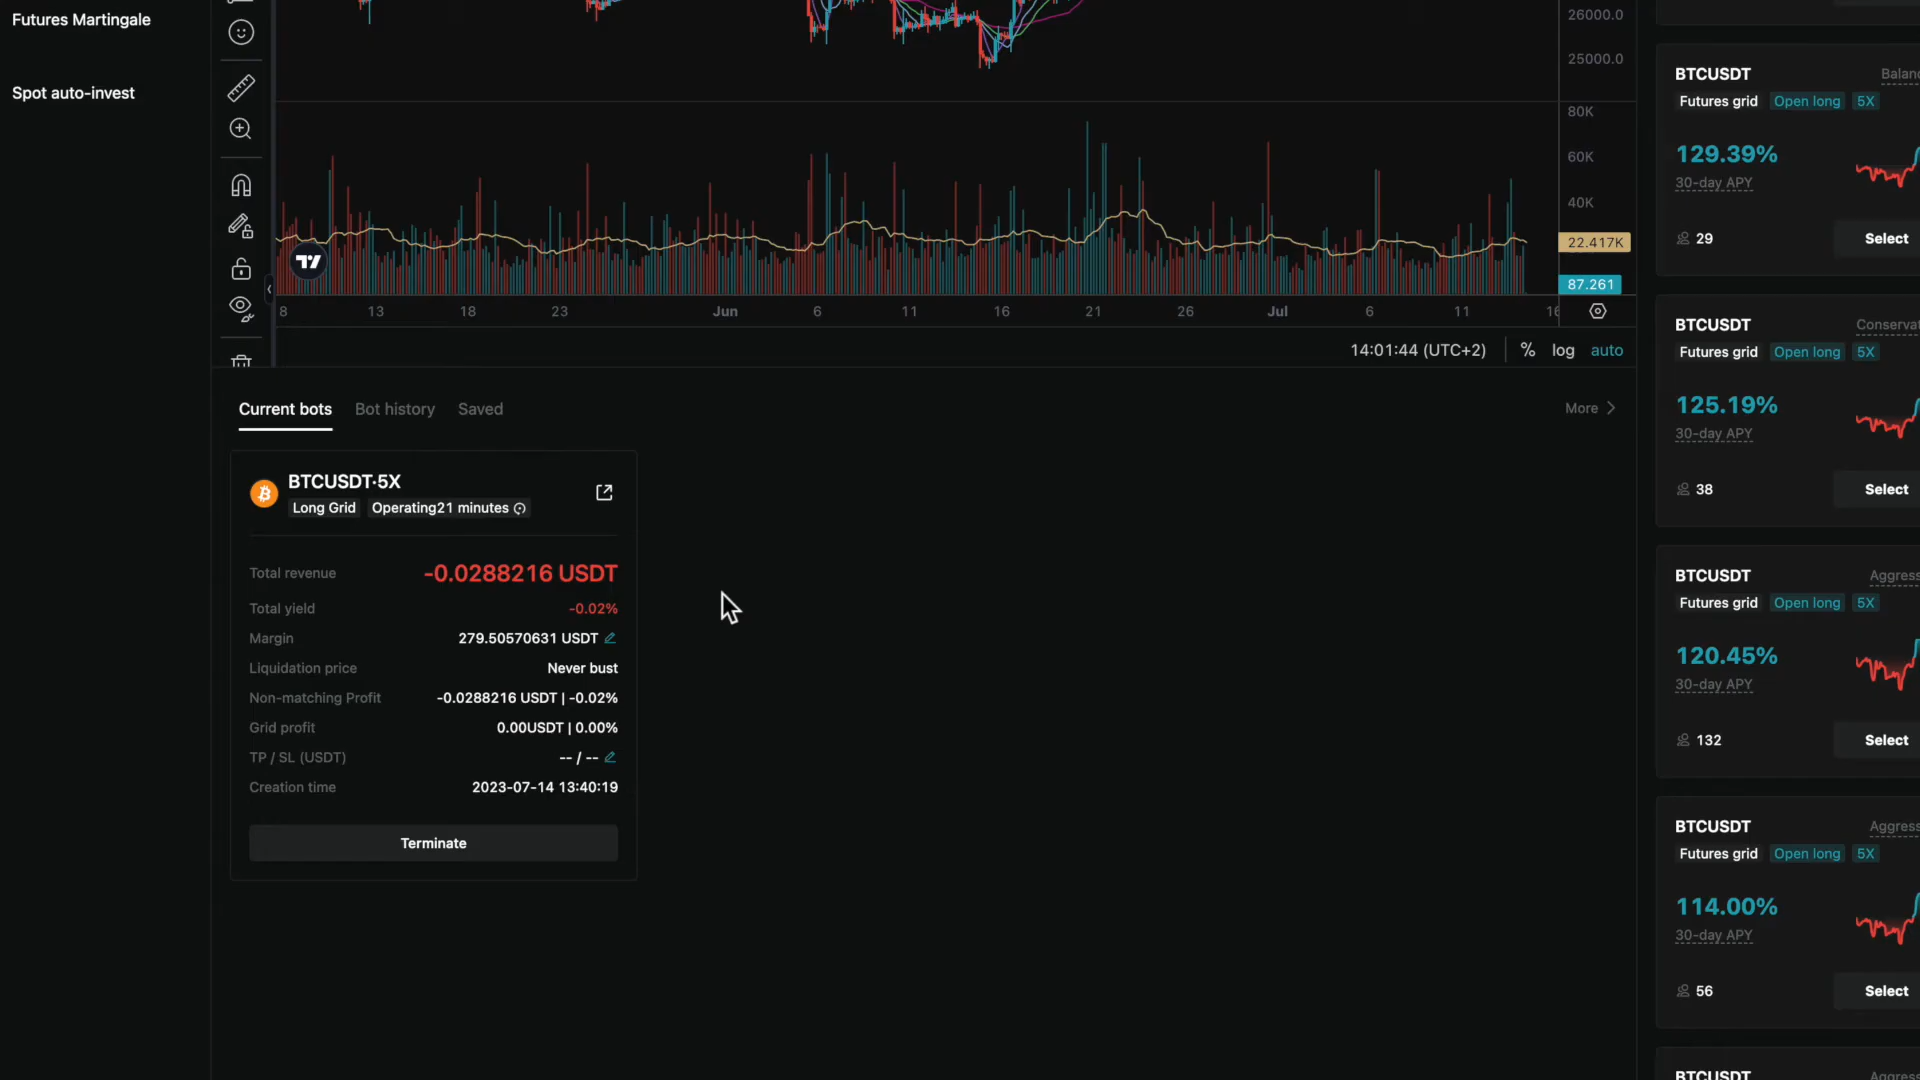 Futures Martingale
Spot auto-invest
26000.0
25000.0
80K
60K
40K
22.417K
87.261
8 13 18 23 Jun 6 11 16 21 26 Jul 6 11 16
14:01:44 (UTC+2) % log auto
Current bots Bot history Saved More
BTCUSDT·5X
Long Grid Operating21 minutes
Total revenue -0.0288216 USDT
Total yield -0.02%
Margin 279.50570631 USDT
Liquidation price Never bust
Non-matching Profit -0.0288216 USDT | -0.02%
Grid profit 0.00USDT | 0.00%
TP / SL (USDT) -- / --
Creation time 2023-07-14 13:40:19
Terminate
BTCUSDT Balanc
Futures grid Open long 5X
129.39%
30-day APY
29 Select
BTCUSDT Conservat
Futures grid Open long 5X
125.19%
30-day APY
38 Select
BTCUSDT Aggress
Futures grid Open long 5X
120.45%
30-day APY
132 Select
BTCUSDT Aggress
Futures grid Open long 5X
114.00%
30-day APY
56 Select
BTCUSDT Aggress